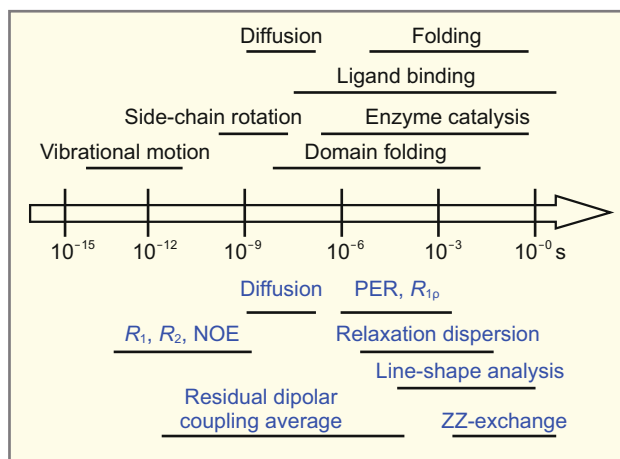 Diffusion Folding
Ligand binding
Side-chain rotation Enzyme catalysis
Vibrational motion Domain folding
10⁻¹⁵ 10⁻¹² 10⁻⁹ 10⁻⁶ 10⁻³ 10⁻⁰ s
Diffusion PER, R₁ρ
R₁, R₂, NOE Relaxation dispersion
Line-shape analysis
Residual dipolar
coupling average ZZ-exchange